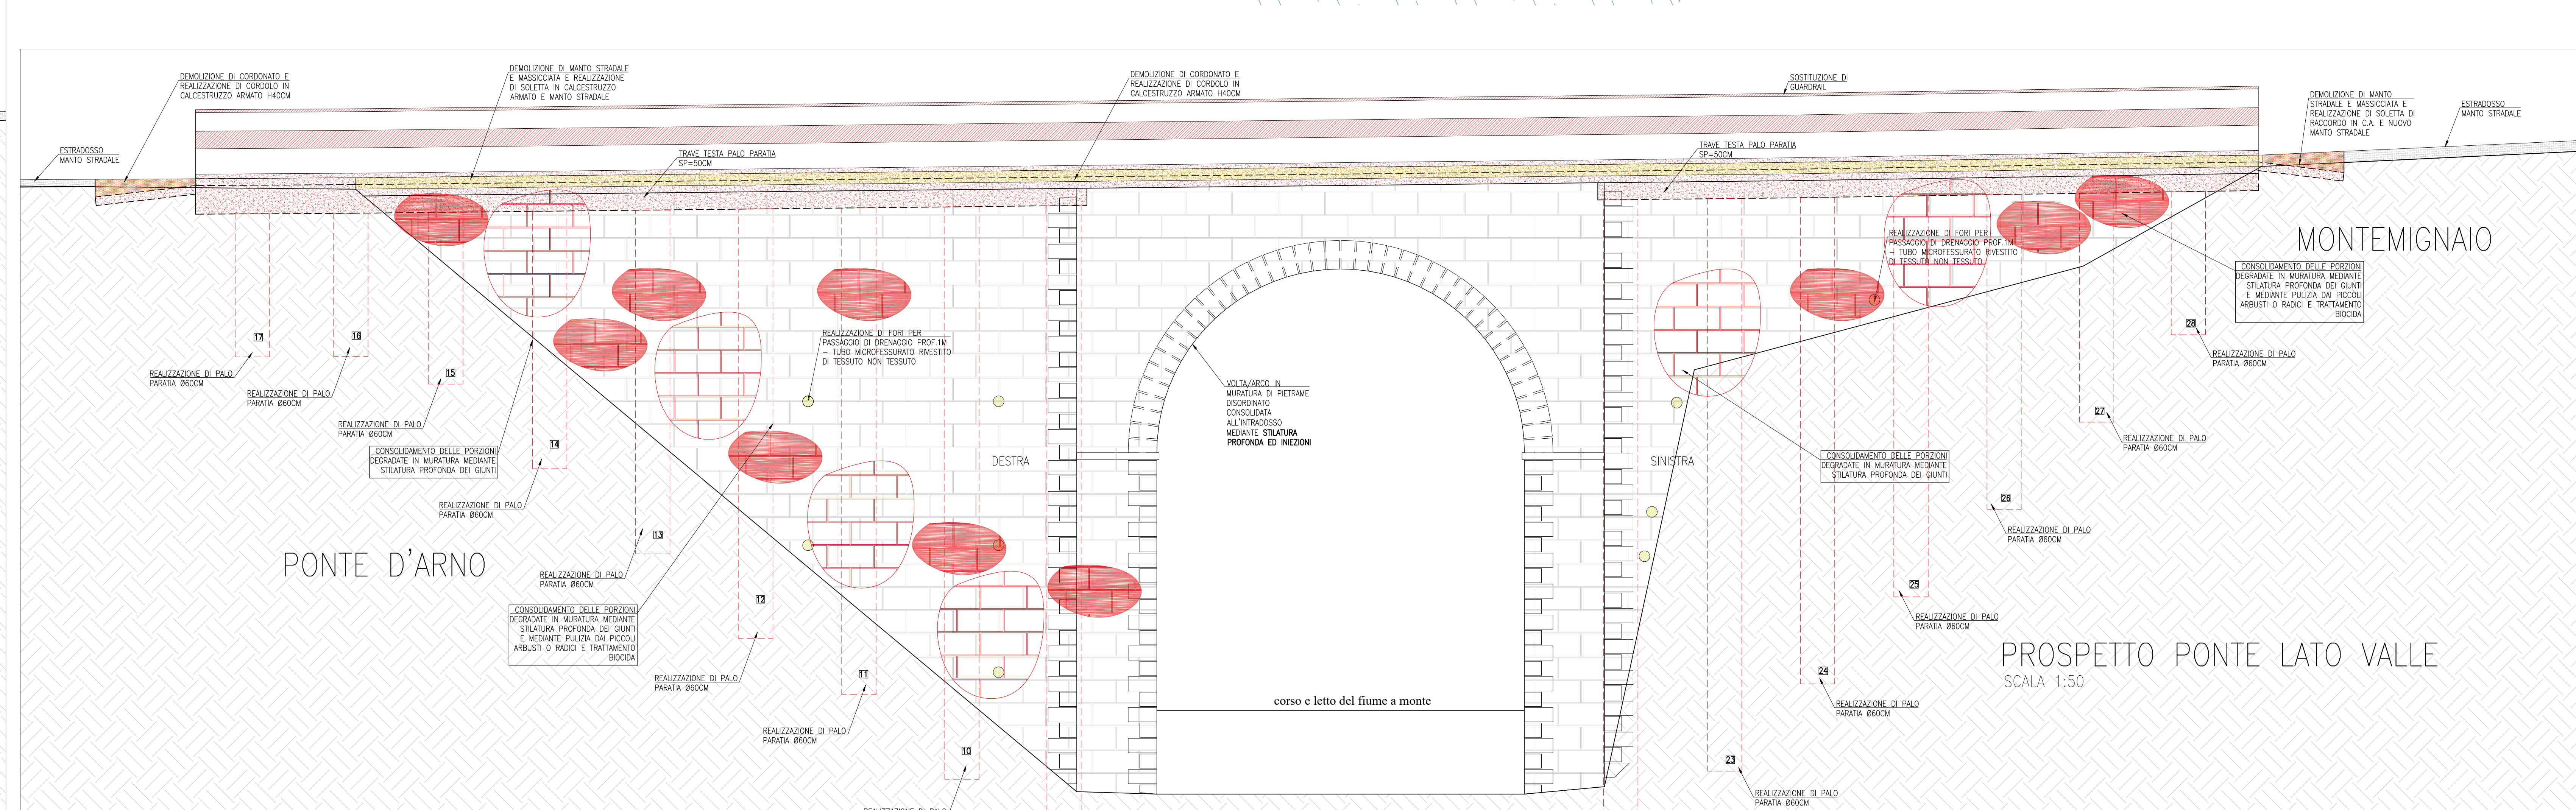 DEMOLIZIONE DI CORDONATO E
REALIZZAZIONE DI CORDOLO IN
CALCESTRUZZO ARMATO H40CM
DEMOLIZIONE DI MANTO STRADALE
E MASSICCIATA E REALIZZAZIONE
DI SOLETTA IN CALCESTRUZZO
ARMATO E MANTO STRADALE
DEMOLIZIONE DI CORDONATO E
REALIZZAZIONE DI CORDOLO IN
CALCESTRUZZO ARMATO H40CM
SOSTITUZIONE DI
GUARDRAIL
DEMOLIZIONE DI MANTO
STRADALE E MASSICCIATA E
REALIZZAZIONE DI SOLETTA DI
RACCORDO IN C.A. E NUOVO
MANTO STRADALE
ESTRADOSSO
MANTO STRADALE
ESTRADOSSO
MANTO STRADALE
TRAVE TESTA PALO PARATIA
SP=50CM
TRAVE TESTA PALO PARATIA
SP=50CM
REALIZZAZIONE DI FORI PER
PASSAGGIO DI DRENAGGIO PROF.1M
- TUBO MICROFESSURATO RIVESTITO
DI TESSUTO NON TESSUTO
MONTEMIGNAIO
CONSOLIDAMENTO DELLE PORZIONI
DEGRADATE IN MURATURA MEDIANTE
STILATURA PROFONDA DEI GIUNTI
E MEDIANTE PULIZIA DAI PICCOLI
ARBUSTI O RADICI E TRATTAMENTO
BIOCIDA
17
REALIZZAZIONE DI PALO
PARATIA Ø60CM
16
REALIZZAZIONE DI PALO
PARATIA Ø60CM
15
REALIZZAZIONE DI PALO
PARATIA Ø60CM
REALIZZAZIONE DI FORI PER
PASSAGGIO DI DRENAGGIO PROF.1M
- TUBO MICROFESSURATO RIVESTITO
DI TESSUTO NON TESSUTO
VOLTA/ARCO IN
MURATURA DI PIETRAME
DISORDINATO
CONSOLIDATA
ALL'INTRADOSSO
MEDIANTE STILATURA
PROFONDA ED INIEZIONI
28
REALIZZAZIONE DI PALO
PARATIA Ø60CM
27
REALIZZAZIONE DI PALO
PARATIA Ø60CM
CONSOLIDAMENTO DELLE PORZIONI
DEGRADATE IN MURATURA MEDIANTE
STILATURA PROFONDA DEI GIUNTI
14
REALIZZAZIONE DI PALO
PARATIA Ø60CM
DESTRA
SINISTRA
CONSOLIDAMENTO DELLE PORZIONI
DEGRADATE IN MURATURA MEDIANTE
STILATURA PROFONDA DEI GIUNTI
26
REALIZZAZIONE DI PALO
PARATIA Ø60CM
PONTE D'ARNO
13
REALIZZAZIONE DI PALO
PARATIA Ø60CM
12
CONSOLIDAMENTO DELLE PORZIONI
DEGRADATE IN MURATURA MEDIANTE
STILATURA PROFONDA DEI GIUNTI
E MEDIANTE PULIZIA DAI PICCOLI
ARBUSTI O RADICI E TRATTAMENTO
BIOCIDA
REALIZZAZIONE DI PALO
PARATIA Ø60CM
25
REALIZZAZIONE DI PALO
PARATIA Ø60CM
PROSPETTO PONTE LATO VALLE
SCALA 1:50
11
REALIZZAZIONE DI PALO
PARATIA Ø60CM
24
REALIZZAZIONE DI PALO
PARATIA Ø60CM
corso e letto del fiume a monte
10
REALIZZAZIONE DI PALO
23
REALIZZAZIONE DI PALO
PARATIA Ø60CM